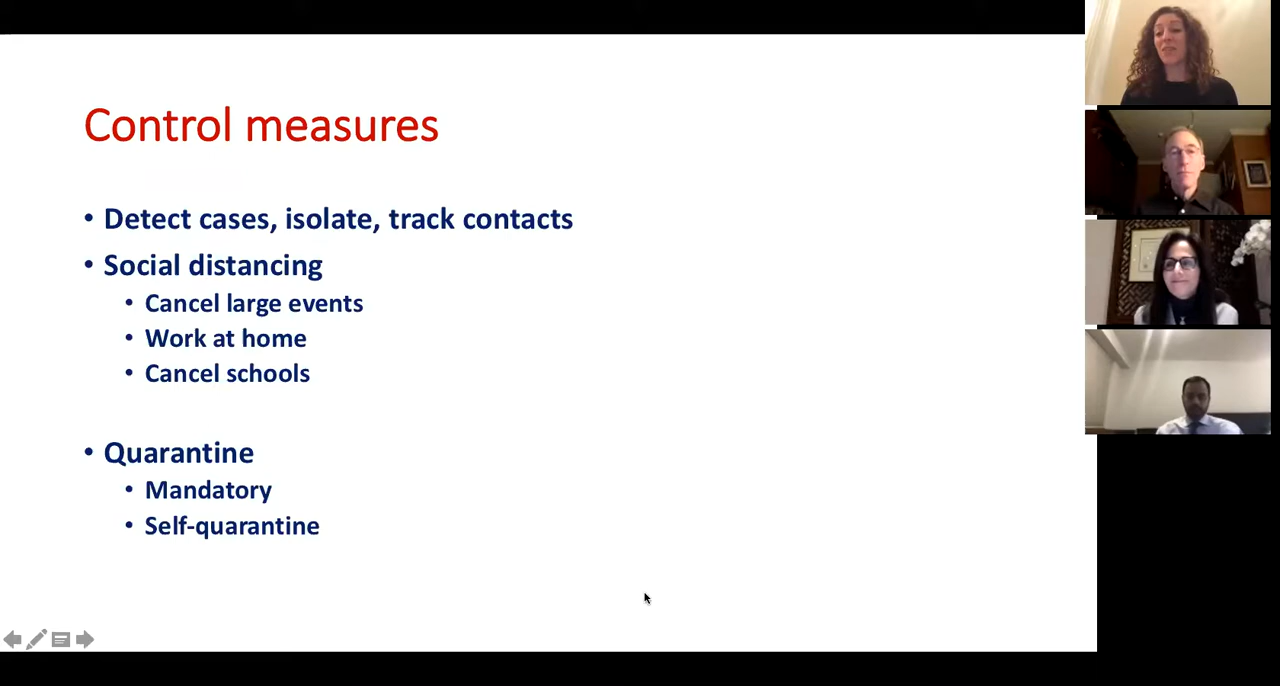 Control measures
• Detect cases, isolate, track contacts
• Social distancing
• Cancel large events
• Work at home
• Cancel schools
• Quarantine
• Mandatory
• Self-quarantine